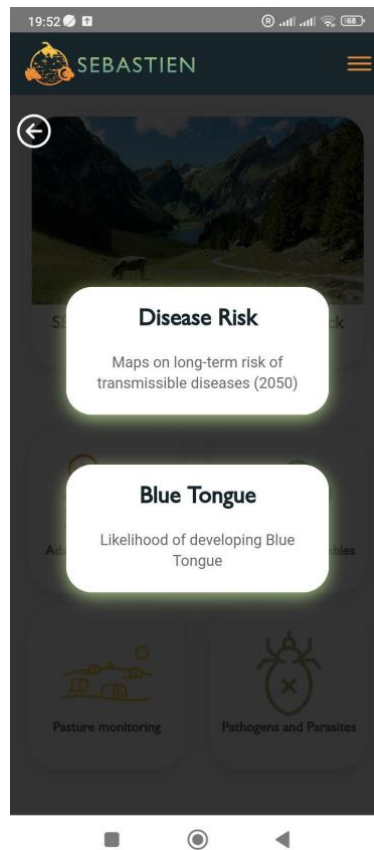 19:52
68
SEBASTIEN
Disease Risk
Maps on long-term risk of
transmissible diseases (2050)
Blue Tongue
Likelihood of developing Blue
Tongue
Pasture monitoring
Pathogens and Parasites